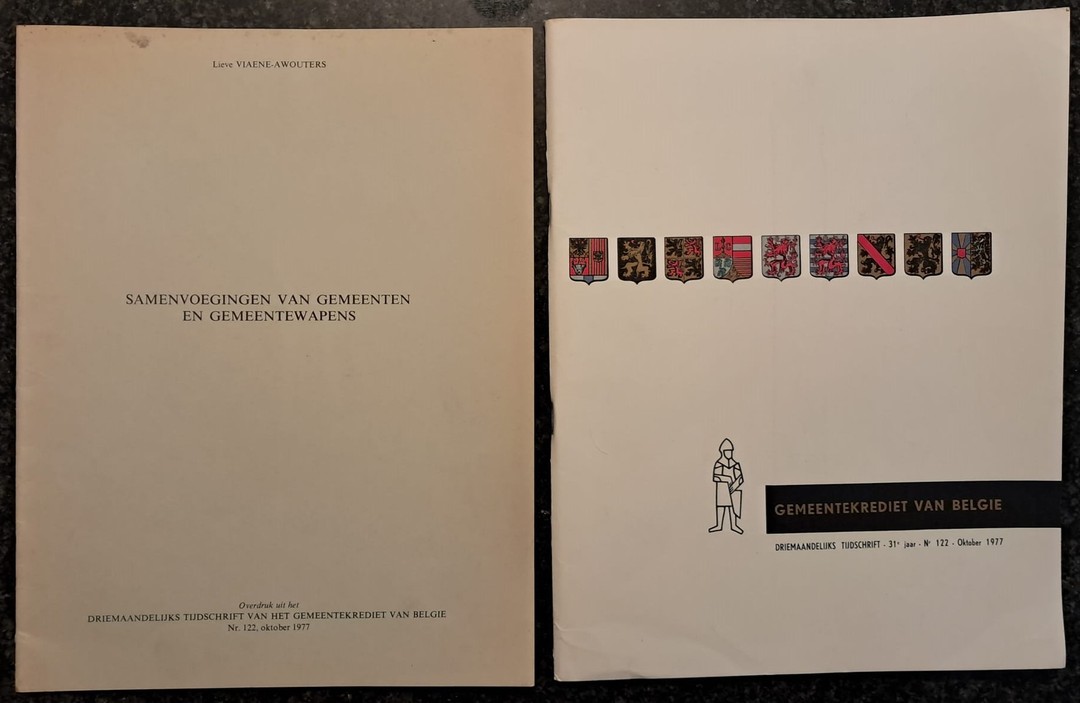 Lieve VIAENE-AWOUTERS
SAMENVOEGINGEN VAN GEMEENTEN
EN GEMEENTEWAPENS
Overdruk uit het
DRIEMAANDELIJKS TIJDSCHRIFT VAN HET GEMEENTEKREDIET VAN BELGIE
Nr. 122, oktober 1977
GEMEENTEKREDIET VAN BELGIE
DRIEMAANDELIJKS TIJDSCHRIFT - 31e jaar - Nr 122 - Oktober 1977